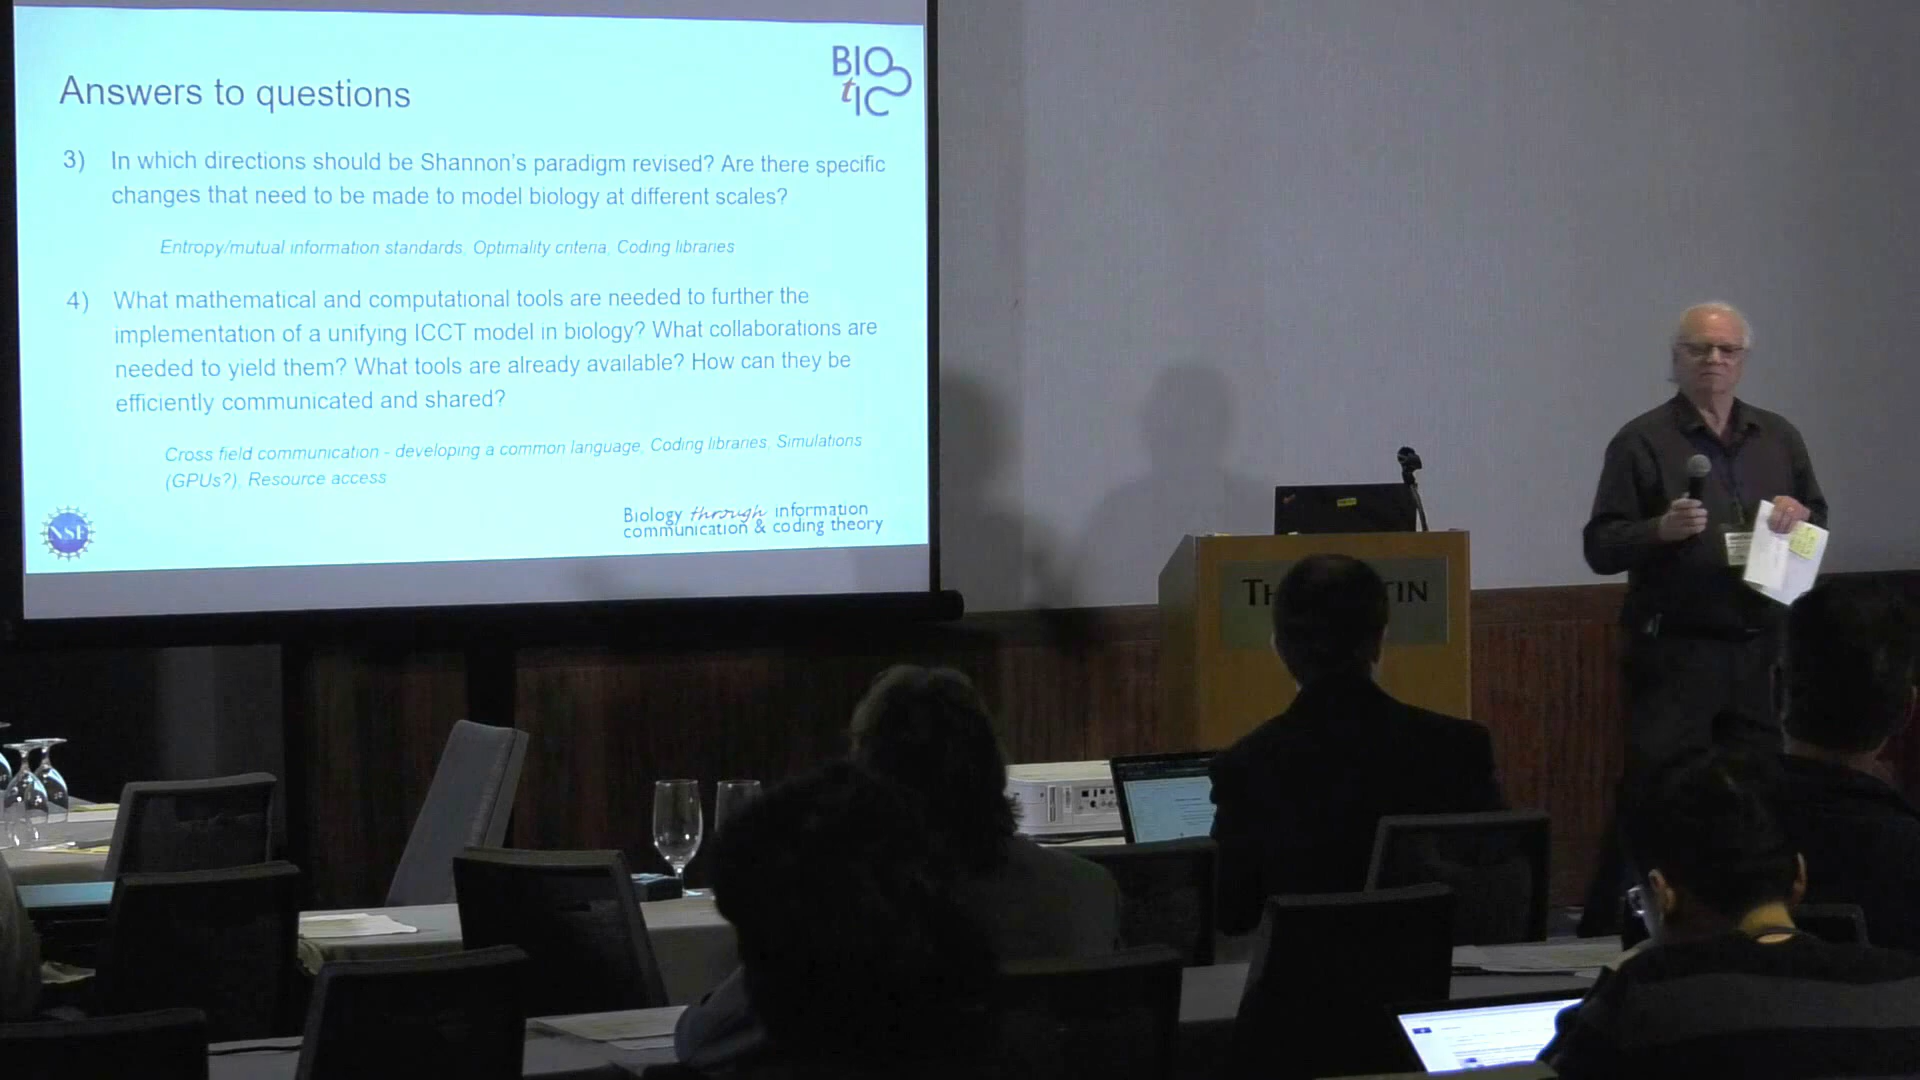 Answers to questions
BIO
tIC
3) In which directions should be Shannon's paradigm revised? Are there specific
changes that need to be made to model biology at different scales?
Entropy/mutual information standards, Optimality criteria, Coding libraries
4) What mathematical and computational tools are needed to further the
implementation of a unifying ICCT model in biology? What collaborations are
needed to yield them? What tools are already available? How can they be
efficiently communicated and shared?
Cross field communication - developing a common language, Coding libraries, Simulations
(GPUs?), Resource access
NSF
Biology through information
communication & coding theory